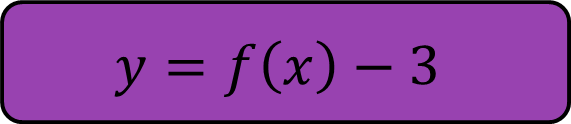 y = f(x) − 3